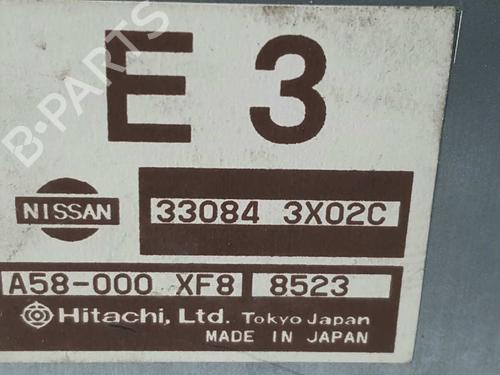 E 3
NISSAN
33084 3X02C
A58-000 XF8 8523
Hitachi, Ltd. Tokyo Japan
MADE IN JAPAN
B-PARTS